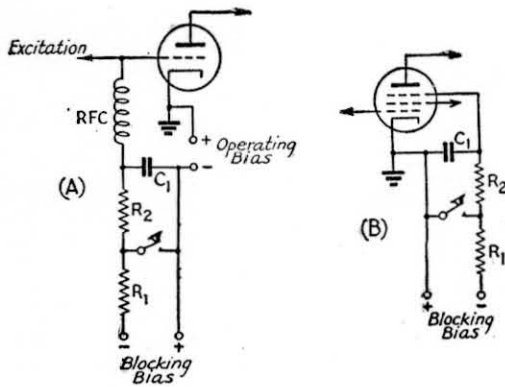 Excitation
RFC
+
Operating
Bias
-
C1
(A)
R2
R1
-
+
Blocking
Bias
C1
R2
(B)
R1
+
-
Blocking
Bias